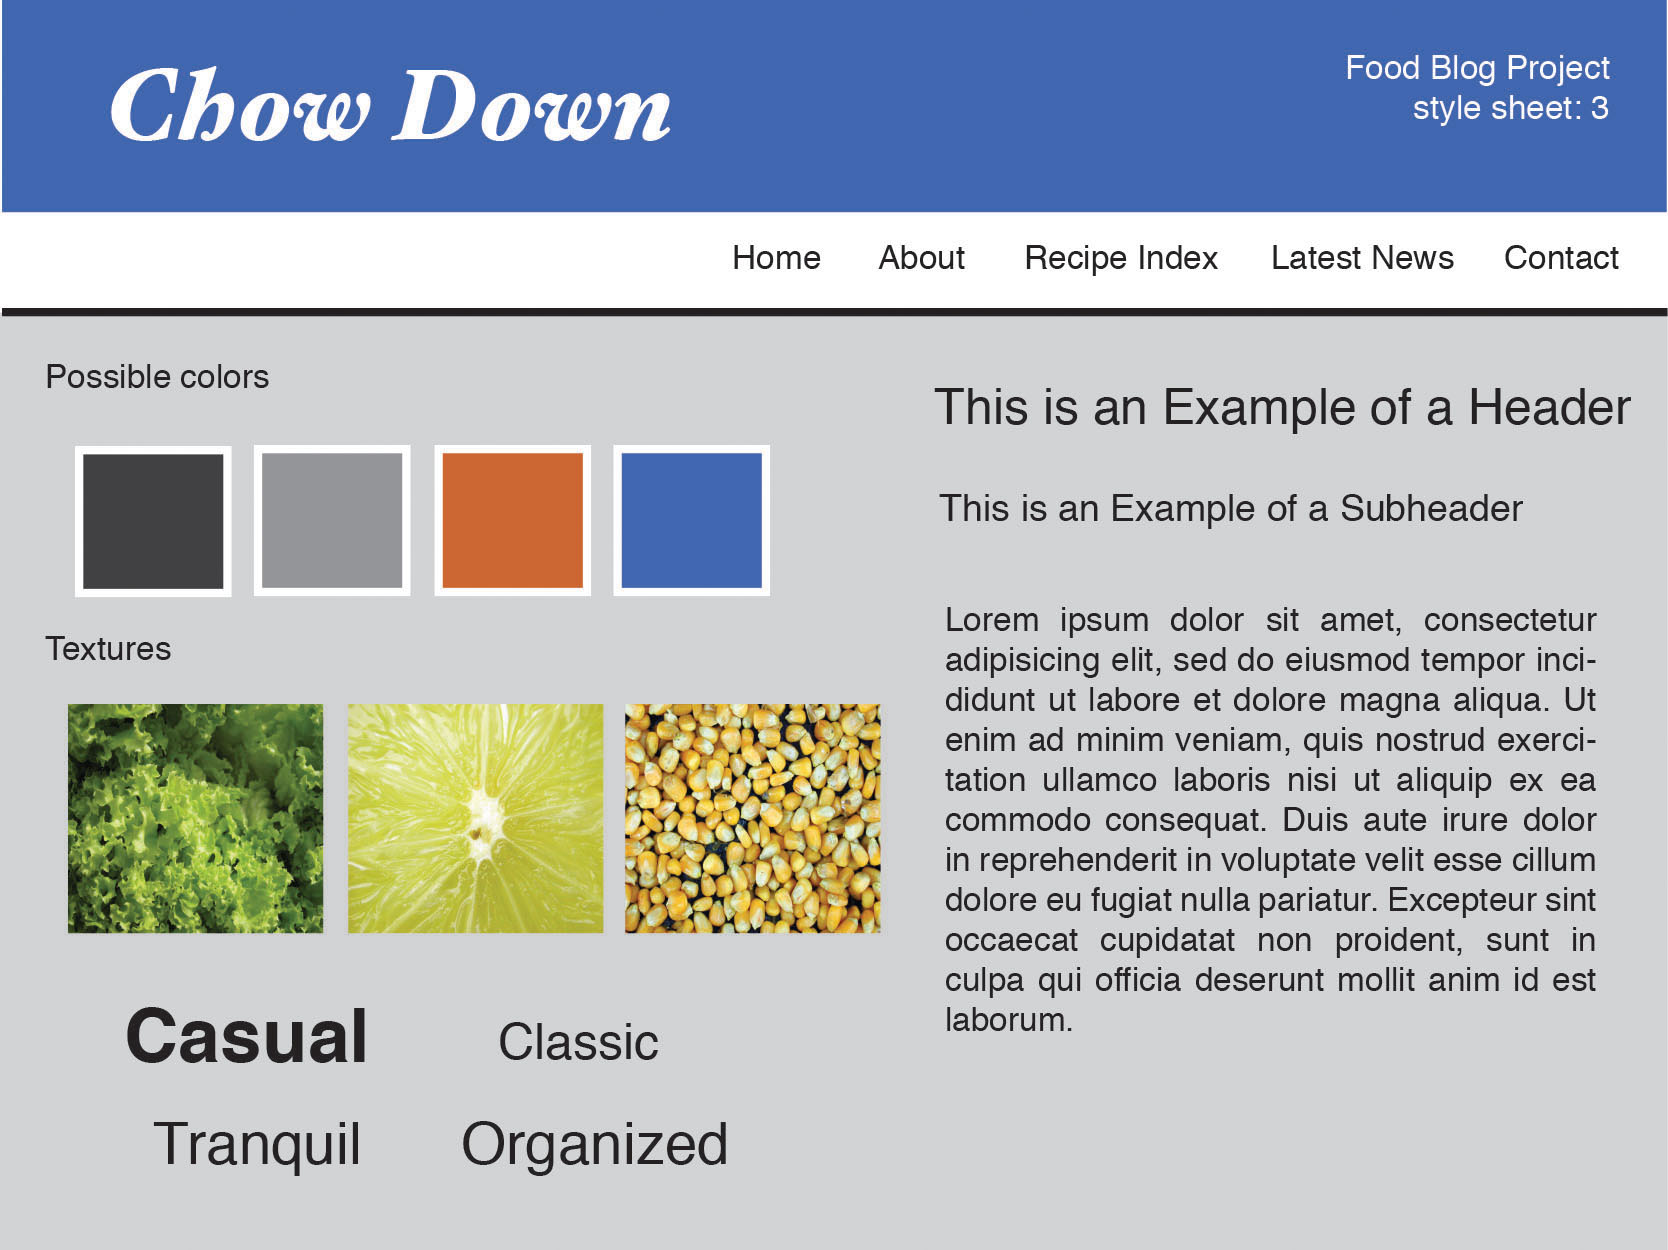 Chow Down
Food Blog Project
style sheet: 3
Home About Recipe Index Latest News Contact
Possible colors
Textures
Casual Classic
Tranquil Organized
This is an Example of a Header
This is an Example of a Subheader
Lorem ipsum dolor sit amet, consectetur
adipisicing elit, sed do eiusmod tempor inci-
didunt ut labore et dolore magna aliqua. Ut
enim ad minim veniam, quis nostrud exerci-
tation ullamco laboris nisi ut aliquip ex ea
commodo consequat. Duis aute irure dolor
in reprehenderit in voluptate velit esse cillum
dolore eu fugiat nulla pariatur. Excepteur sint
occaecat cupidatat non proident, sunt in
culpa qui officia deserunt mollit anim id est
laborum.